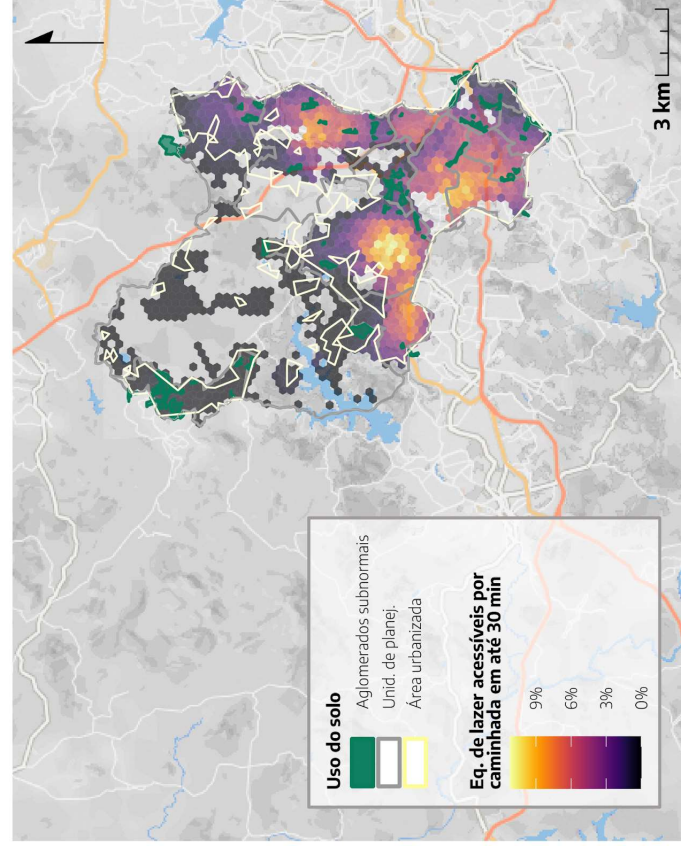 Uso do solo
Aglomerados subnormais
Unid. de planej.
Área urbanizada
Eq. de lazer acessíveis por
caminhada em até 30 min
9%
6%
3%
0%
3 km